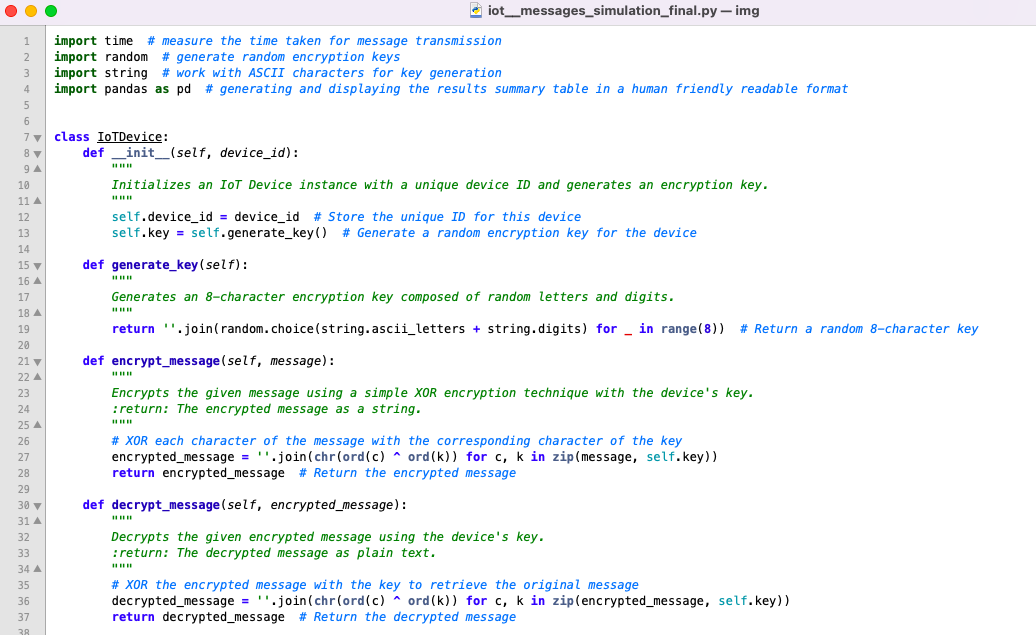 iot__messages_simulation_final.py — img
1 import time  # measure the time taken for message transmission
2 import random  # generate random encryption keys
3 import string  # work with ASCII characters for key generation
4 import pandas as pd  # generating and displaying the results summary table in a human friendly readable format
5
6
7 class IoTDevice:
8     def __init__(self, device_id):
9         """
10         Initializes an IoT Device instance with a unique device ID and generates an encryption key.
11         """
12         self.device_id = device_id  # Store the unique ID for this device
13         self.key = self.generate_key()  # Generate a random encryption key for the device
14
15     def generate_key(self):
16         """
17         Generates an 8-character encryption key composed of random letters and digits.
18         """
19         return ''.join(random.choice(string.ascii_letters + string.digits) for _ in range(8))  # Return a random 8-character key
20
21     def encrypt_message(self, message):
22         """
23         Encrypts the given message using a simple XOR encryption technique with the device's key.
24         :return: The encrypted message as a string.
25         """
26         # XOR each character of the message with the corresponding character of the key
27         encrypted_message = ''.join(chr(ord(c) ^ ord(k)) for c, k in zip(message, self.key))
28         return encrypted_message  # Return the encrypted message
29
30     def decrypt_message(self, encrypted_message):
31         """
32         Decrypts the given encrypted message using the device's key.
33         :return: The decrypted message as plain text.
34         """
35         # XOR the encrypted message with the key to retrieve the original message
36         decrypted_message = ''.join(chr(ord(c) ^ ord(k)) for c, k in zip(encrypted_message, self.key))
37         return decrypted_message  # Return the decrypted message
38